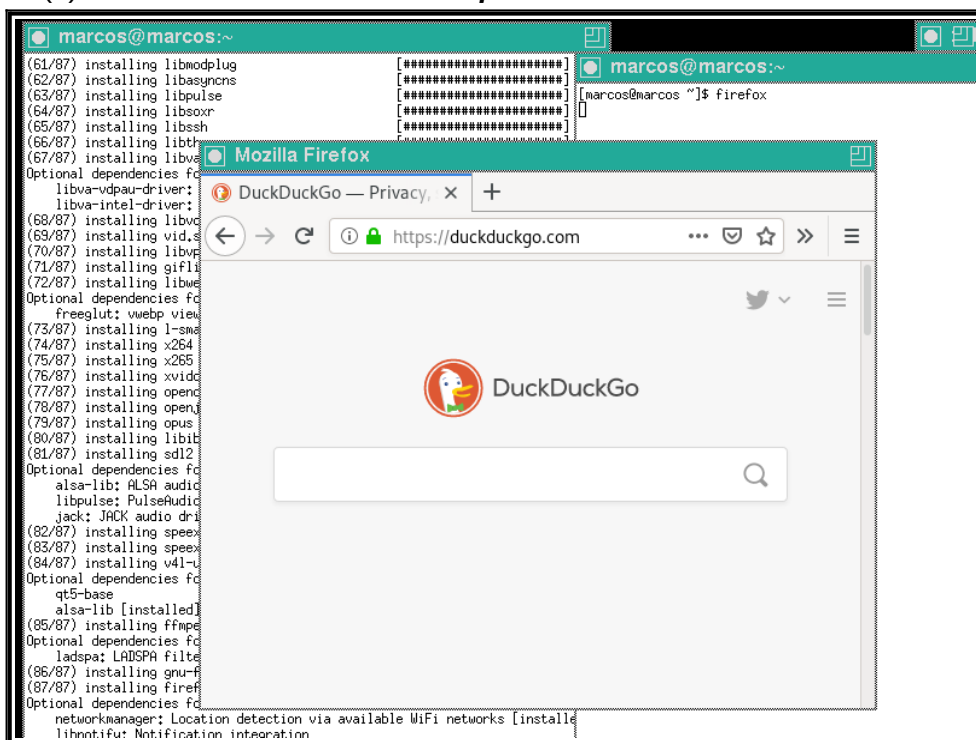 marcos@marcos:~
(61/87) installing libmodplug [######################]
(62/87) installing libasyncns [######################]
(63/87) installing libpulse [######################]
(64/87) installing libsoxr [######################]
(65/87) installing libssh [######################]
(66/87) installing libth
(67/87) installing libva
Optional dependencies fo
libva-vdpau-driver:
libva-intel-driver:
(68/87) installing libvd
(69/87) installing vid.s
(70/87) installing libvp
(71/87) installing gifli
(72/87) installing libwe
Optional dependencies fo
freeglut: vwebp view
(73/87) installing l-sma
(74/87) installing x264
(75/87) installing x265
(76/87) installing xvidc
(77/87) installing openc
(78/87) installing openj
(79/87) installing opus
(80/87) installing libib
(81/87) installing sdl2
Optional dependencies fo
alsa-lib: ALSA audio
libpulse: PulseAudio
jack: JACK audio dri
(82/87) installing speex
(83/87) installing speex
(84/87) installing v4l-u
Optional dependencies fo
qt5-base
alsa-lib [installed]
(85/87) installing ffmpe
Optional dependencies fo
ladspa: LADSPA filte
(86/87) installing gnu-f
(87/87) installing firef
Optional dependencies fo
networkmanager: Location detection via available WiFi networks [installe
libnotify: Notification integration
marcos@marcos:~
[marcos@marcos ~]$ firefox
Mozilla Firefox
DuckDuckGo — Privacy,
https://duckduckgo.com
DuckDuckGo